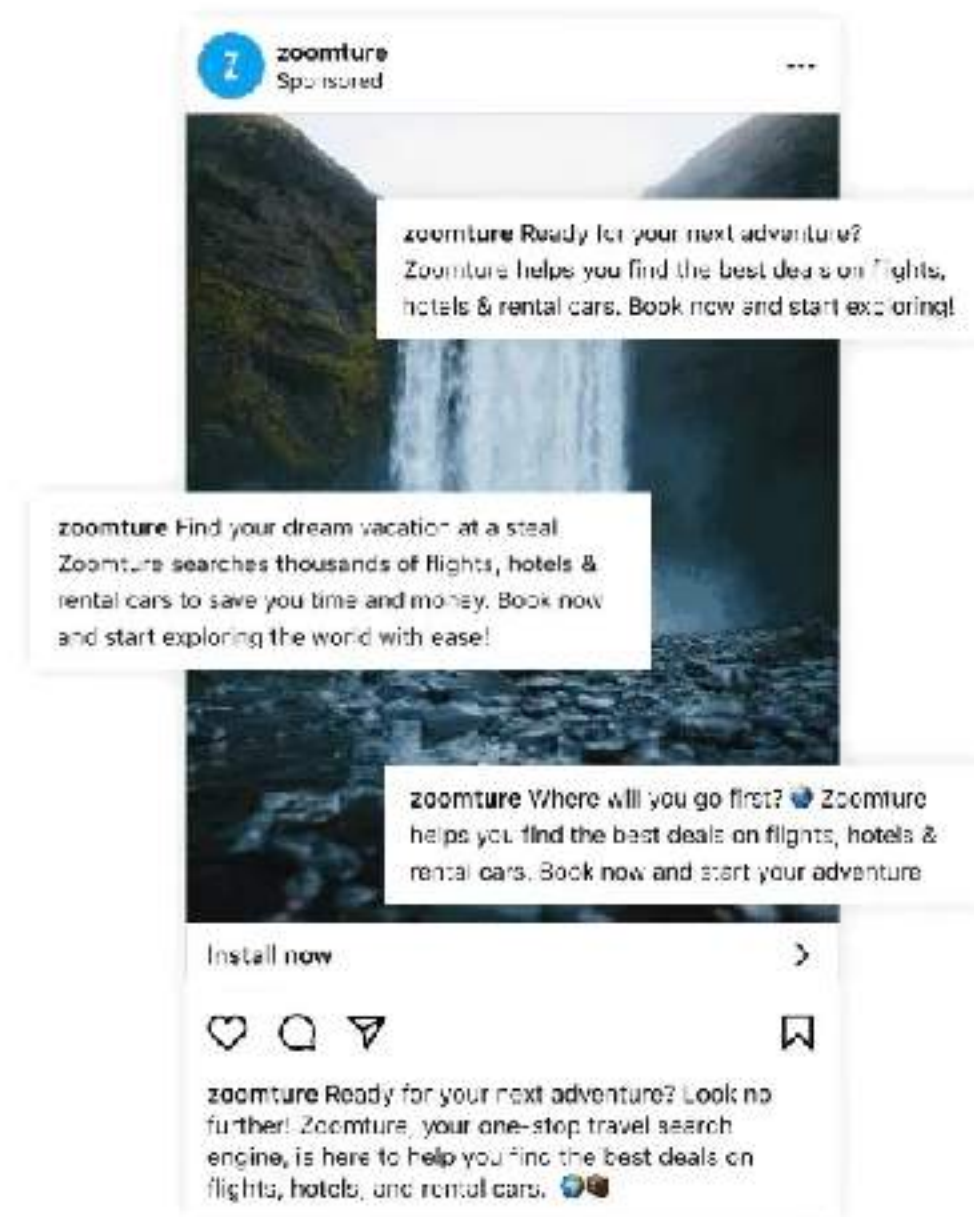 Z
zoomture
Sponsored
zoomture Ready for your next adventure?
Zoomture helps you find the best deals on flights,
hotels & rental cars. Book now and start exploring!
zoomture Find your dream vacation at a steal
Zoomture searches thousands of flights, hotels &
rental cars to save you time and money. Book now
and start exploring the world with ease!
zoomture Where will you go first? 🌍 Zoomture
helps you find the best deals on flights, hotels &
rental cars. Book now and start your adventure
Install now
zoomture Ready for your next adventure? Look no
further! Zoomture, your one-stop travel search
engine, is here to help you find the best deals on
flights, hotels, and rental cars.